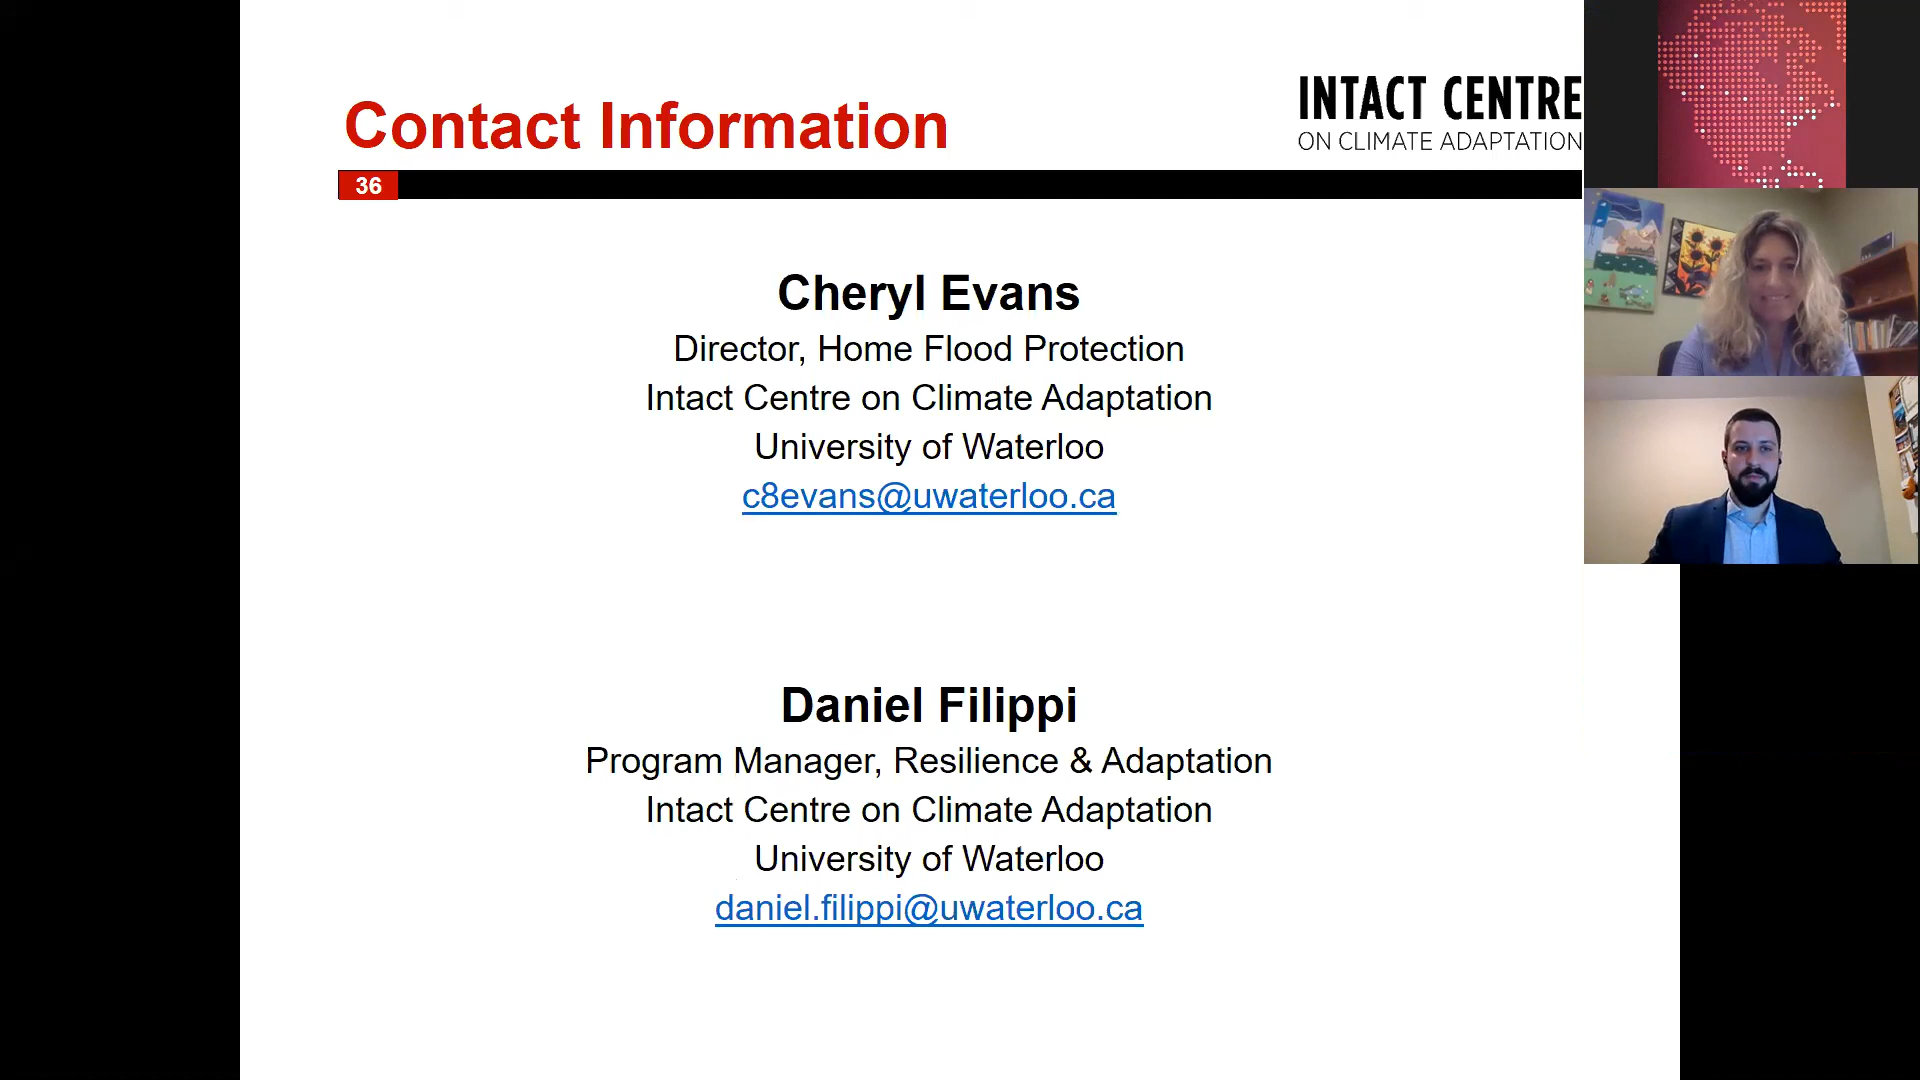 Contact Information
INTACT CENTRE
ON CLIMATE ADAPTATION
36
Cheryl Evans
Director, Home Flood Protection
Intact Centre on Climate Adaptation
University of Waterloo
c8evans@uwaterloo.ca
Daniel Filippi
Program Manager, Resilience & Adaptation
Intact Centre on Climate Adaptation
University of Waterloo
daniel.filippi@uwaterloo.ca